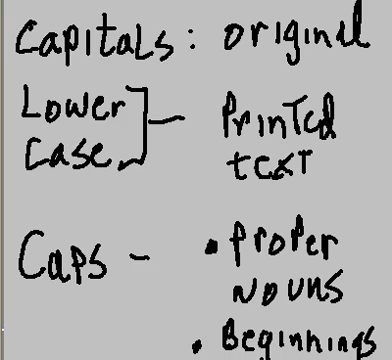 Capitals: original
Lower
case
Printed
text
Caps - • Proper
nouns
• Beginnings